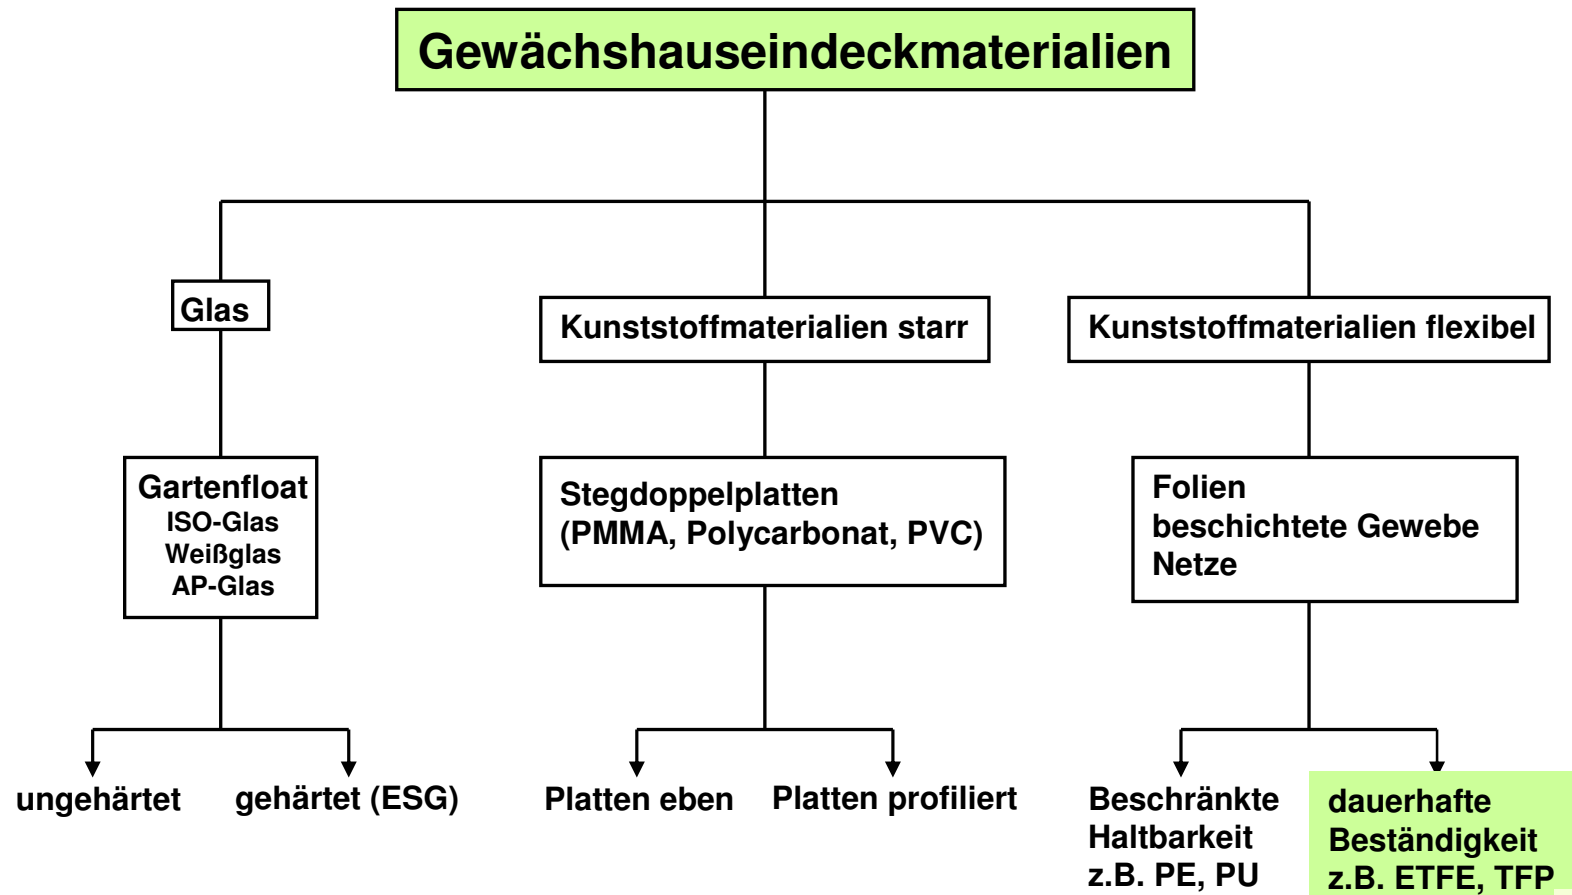 Gewächshauseindeckmaterialien
Glas
Kunststoffmaterialien starr
Kunststoffmaterialien flexibel
Gartenfloat
ISO-Glas
Weißglas
AP-Glas
Stegdoppelplatten
(PMMA, Polycarbonat, PVC)
Folien
beschichtete Gewebe
Netze
ungehärtet
gehärtet (ESG)
Platten eben
Platten profiliert
Beschränkte
Haltbarkeit
z.B. PE, PU
dauerhafte
Beständigkeit
z.B. ETFE, TFP